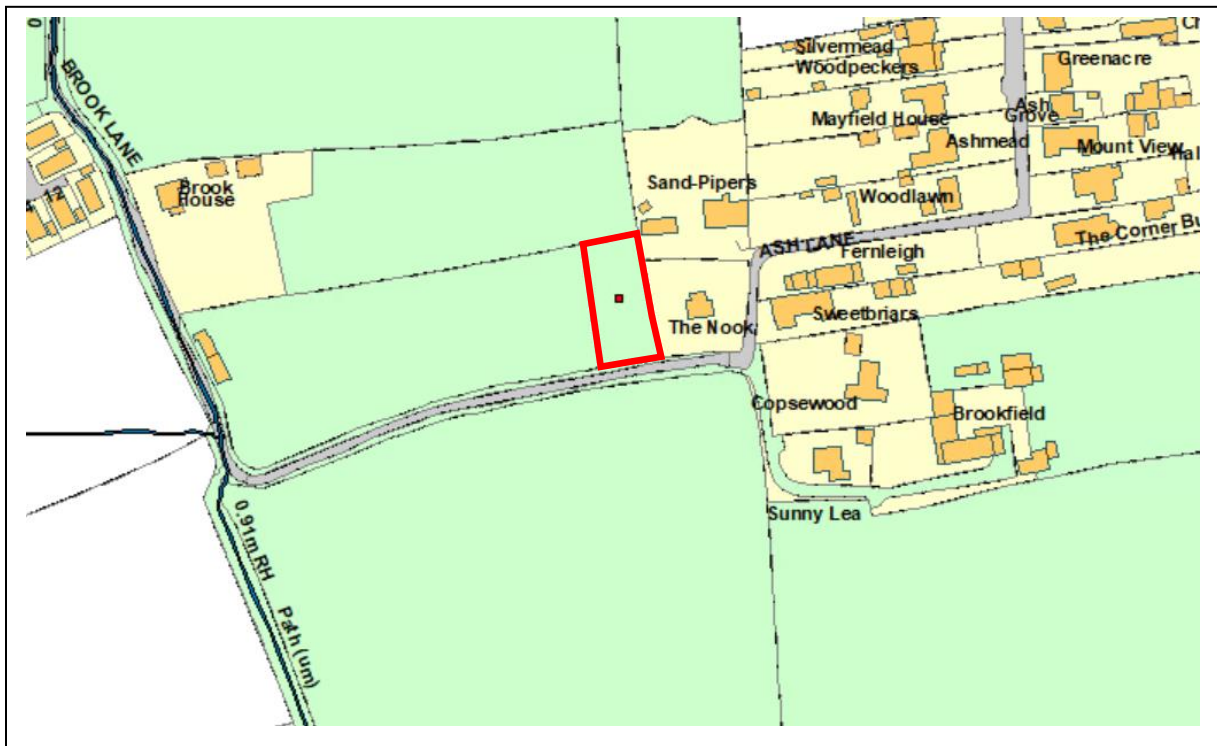 0
BROOK LANE
12
Brook
House
Silvermead
Woodpeckers
Mayfield House
Ashmead
Woodlawn
Sand-Pipers
Greenacre
Ash
Grove
Mount View
ASH LANE
Fernleigh
The Corner
The Nook
Sweetbriars
Copsewood
Brookfield
Sunny Lea
0.91m RH
Path (um)